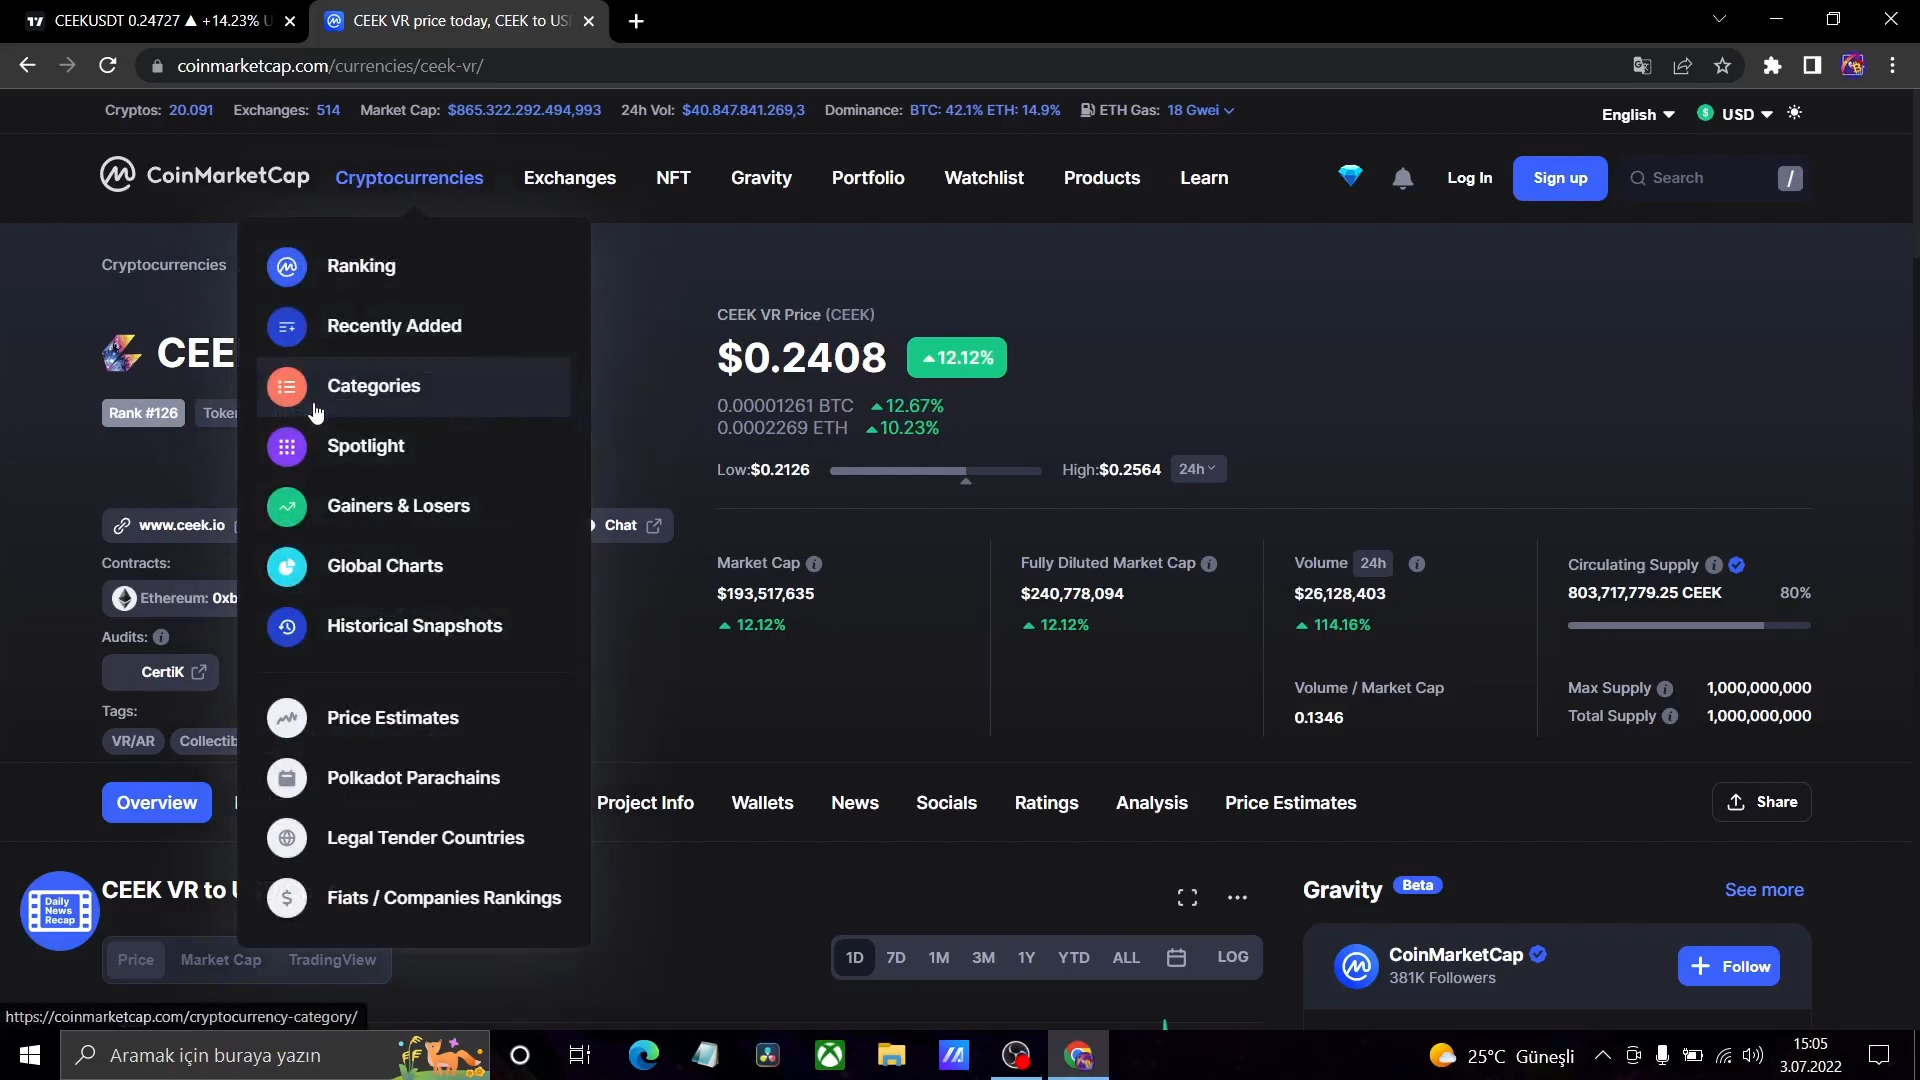 CEEKUSDT 0.24727 ▲ +14.23% U
CEEK VR price today, CEEK to US
coinmarketcap.com/currencies/ceek-vr/
Cryptos: 20.091 Exchanges: 514 Market Cap: $865.322.292.494,993 24h Vol: $40.847.841.269,3 Dominance: BTC: 42.1% ETH: 14.9% ETH Gas: 18 Gwei
English USD
CoinMarketCap Cryptocurrencies Exchanges NFT Gravity Portfolio Watchlist Products Learn Log In Sign up Search /
Cryptocurrencies
Ranking
Recently Added
Categories
Spotlight
Gainers & Losers
Global Charts
Historical Snapshots
Price Estimates
Polkadot Parachains
Legal Tender Countries
Fiats / Companies Rankings
CEE
Rank #126 Token
www.ceek.io
Chat
Contracts:
Ethereum: 0xb
Audits:
CertiK
Tags:
VR/AR Collectib
CEEK VR Price (CEEK)
$0.2408 12.12%
0.00001261 BTC 12.67%
0.0002269 ETH 10.23%
Low:$0.2126 High:$0.2564 24h
Market Cap
$193,517,635
12.12%
Fully Diluted Market Cap
$240,778,094
12.12%
Volume 24h
$26,128,403
114.16%
Volume / Market Cap
0.1346
Circulating Supply
803,717,779.25 CEEK 80%
Max Supply 1,000,000,000
Total Supply 1,000,000,000
Overview Project Info Wallets News Socials Ratings Analysis Price Estimates Share
CEEK VR to U
Daily
News
Recap
Price Market Cap TradingView
1D 7D 1M 3M 1Y YTD ALL LOG
Gravity Beta See more
CoinMarketCap
381K Followers
Follow
https://coinmarketcap.com/cryptocurrency-category/
Aramak için buraya yazın
25°C Güneşli
15:05
3.07.2022